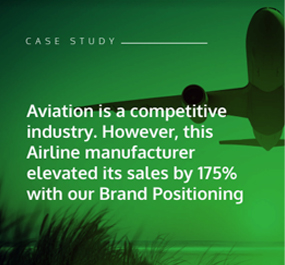 CASE STUDY
Aviation is a competitive
industry. However, this
Airline manufacturer
elevated its sales by 175%
with our Brand Positioning